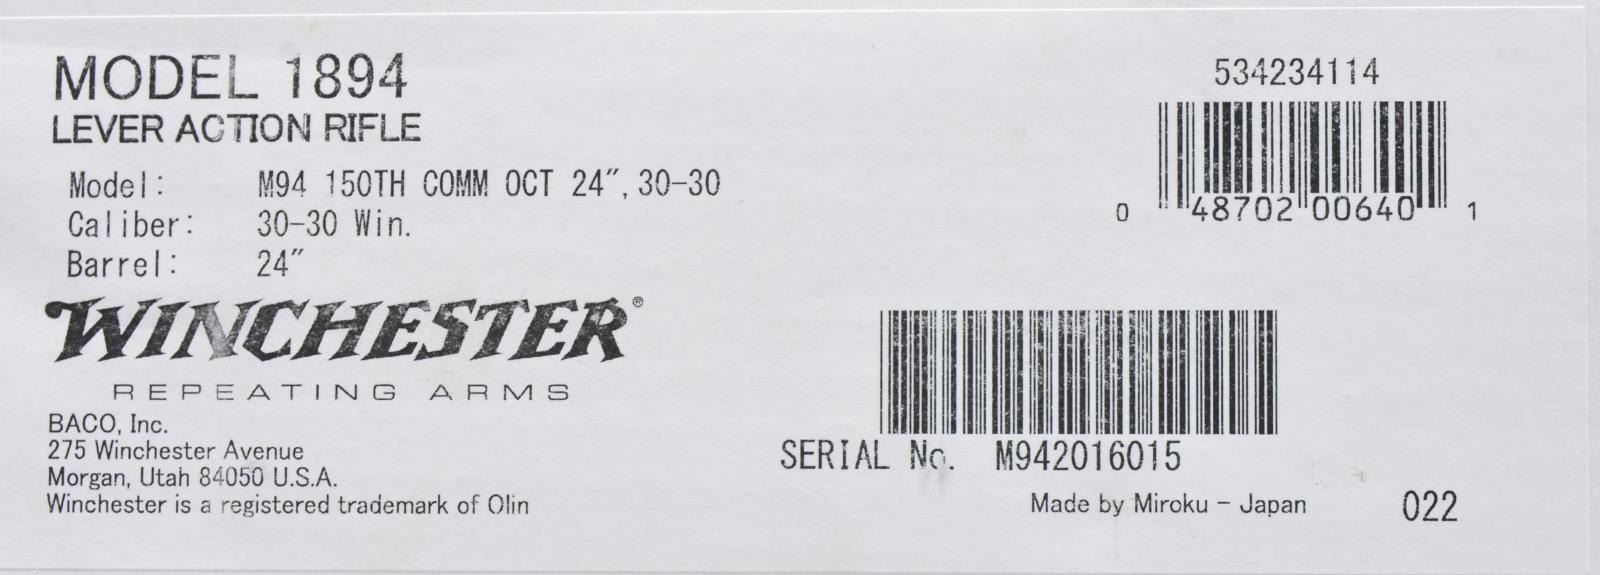 MODEL 1894
LEVER ACTION RIFLE
Model: M94 150TH COMM OCT 24″, 30-30
Caliber: 30-30 Win.
Barrel: 24″
WINCHESTER®
REPEATING ARMS
BACO, Inc.
275 Winchester Avenue
Morgan, Utah 84050 U.S.A.
Winchester is a registered trademark of Olin
534234114
0 48702 00640 1
SERIAL No. M942016015
Made by Miroku - Japan 022